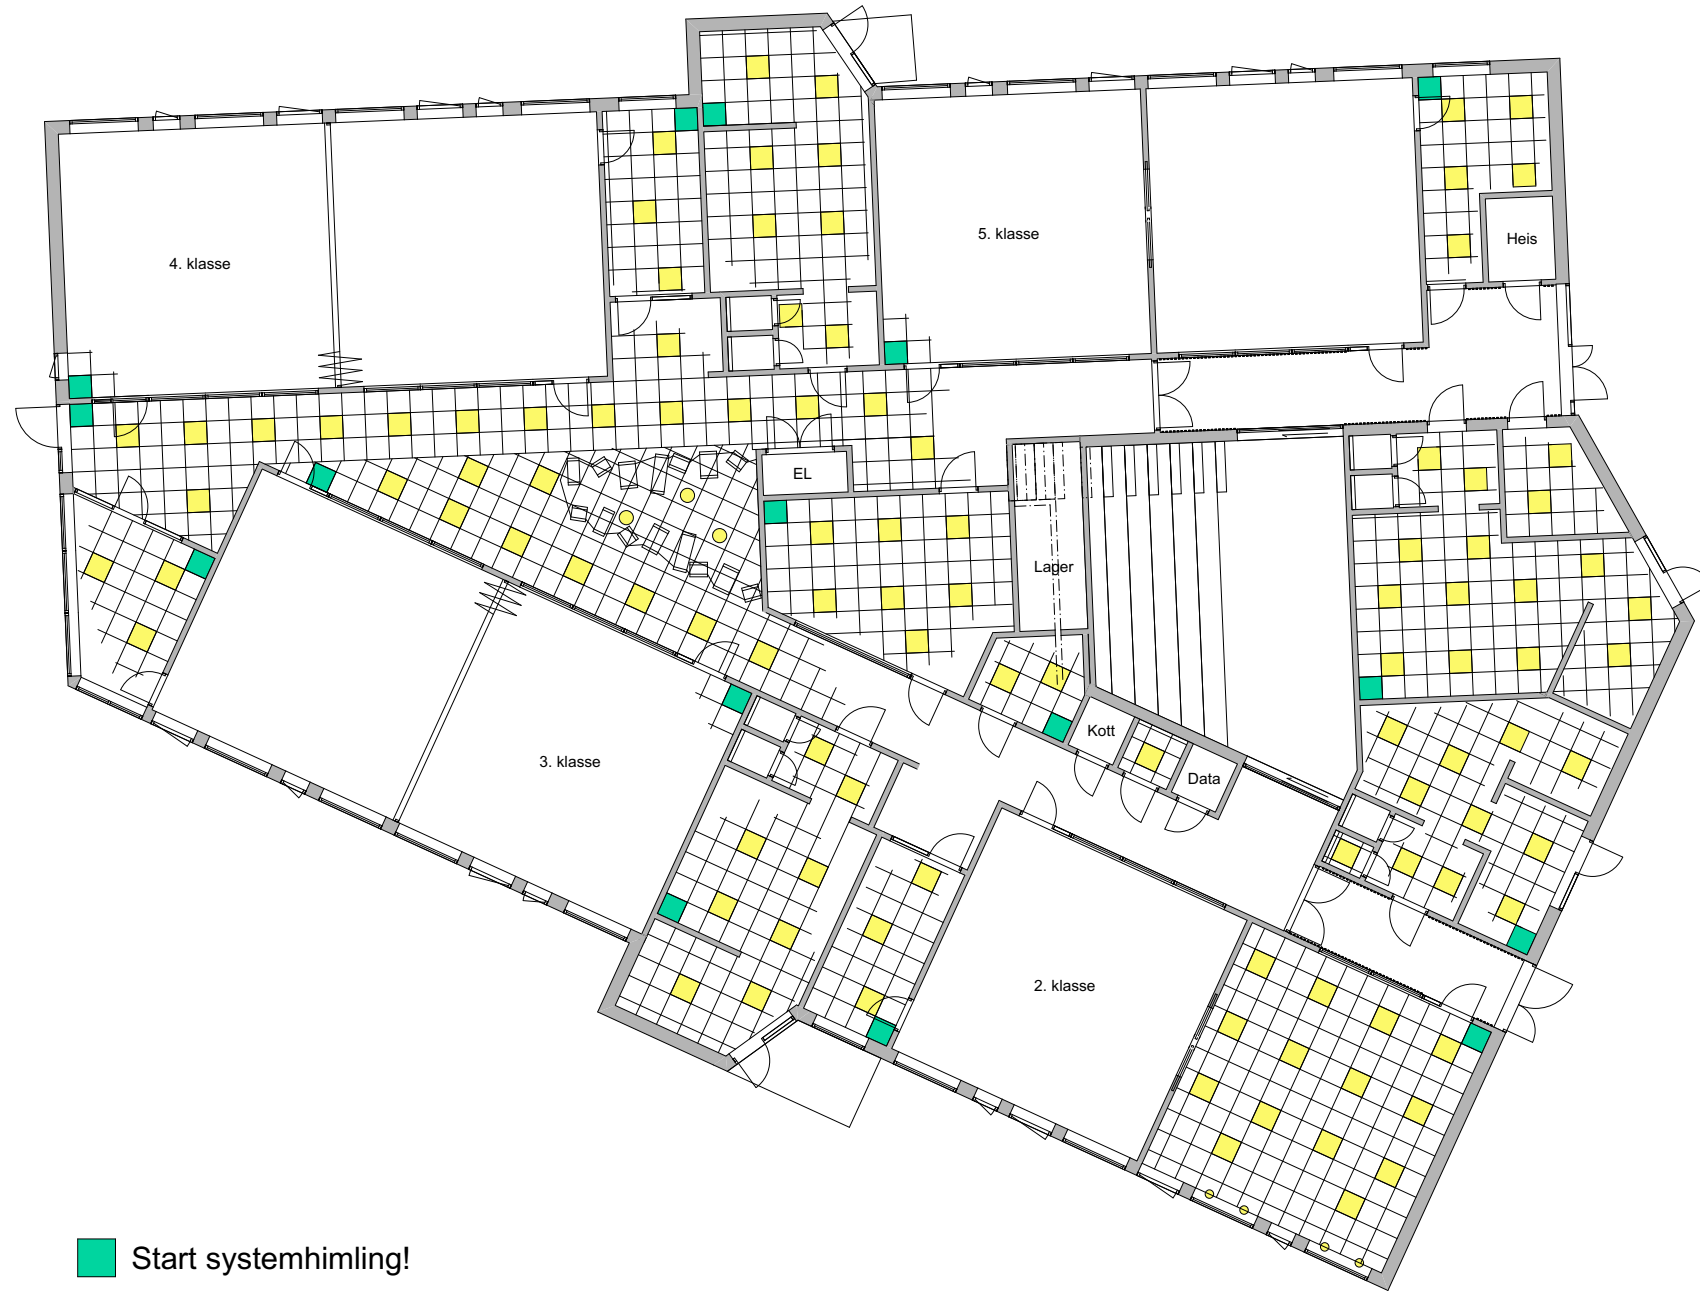 4. klasse
5. klasse
Heis
EL
Lager
3. klasse
Kott
Data
2. klasse
Start systemhimling!